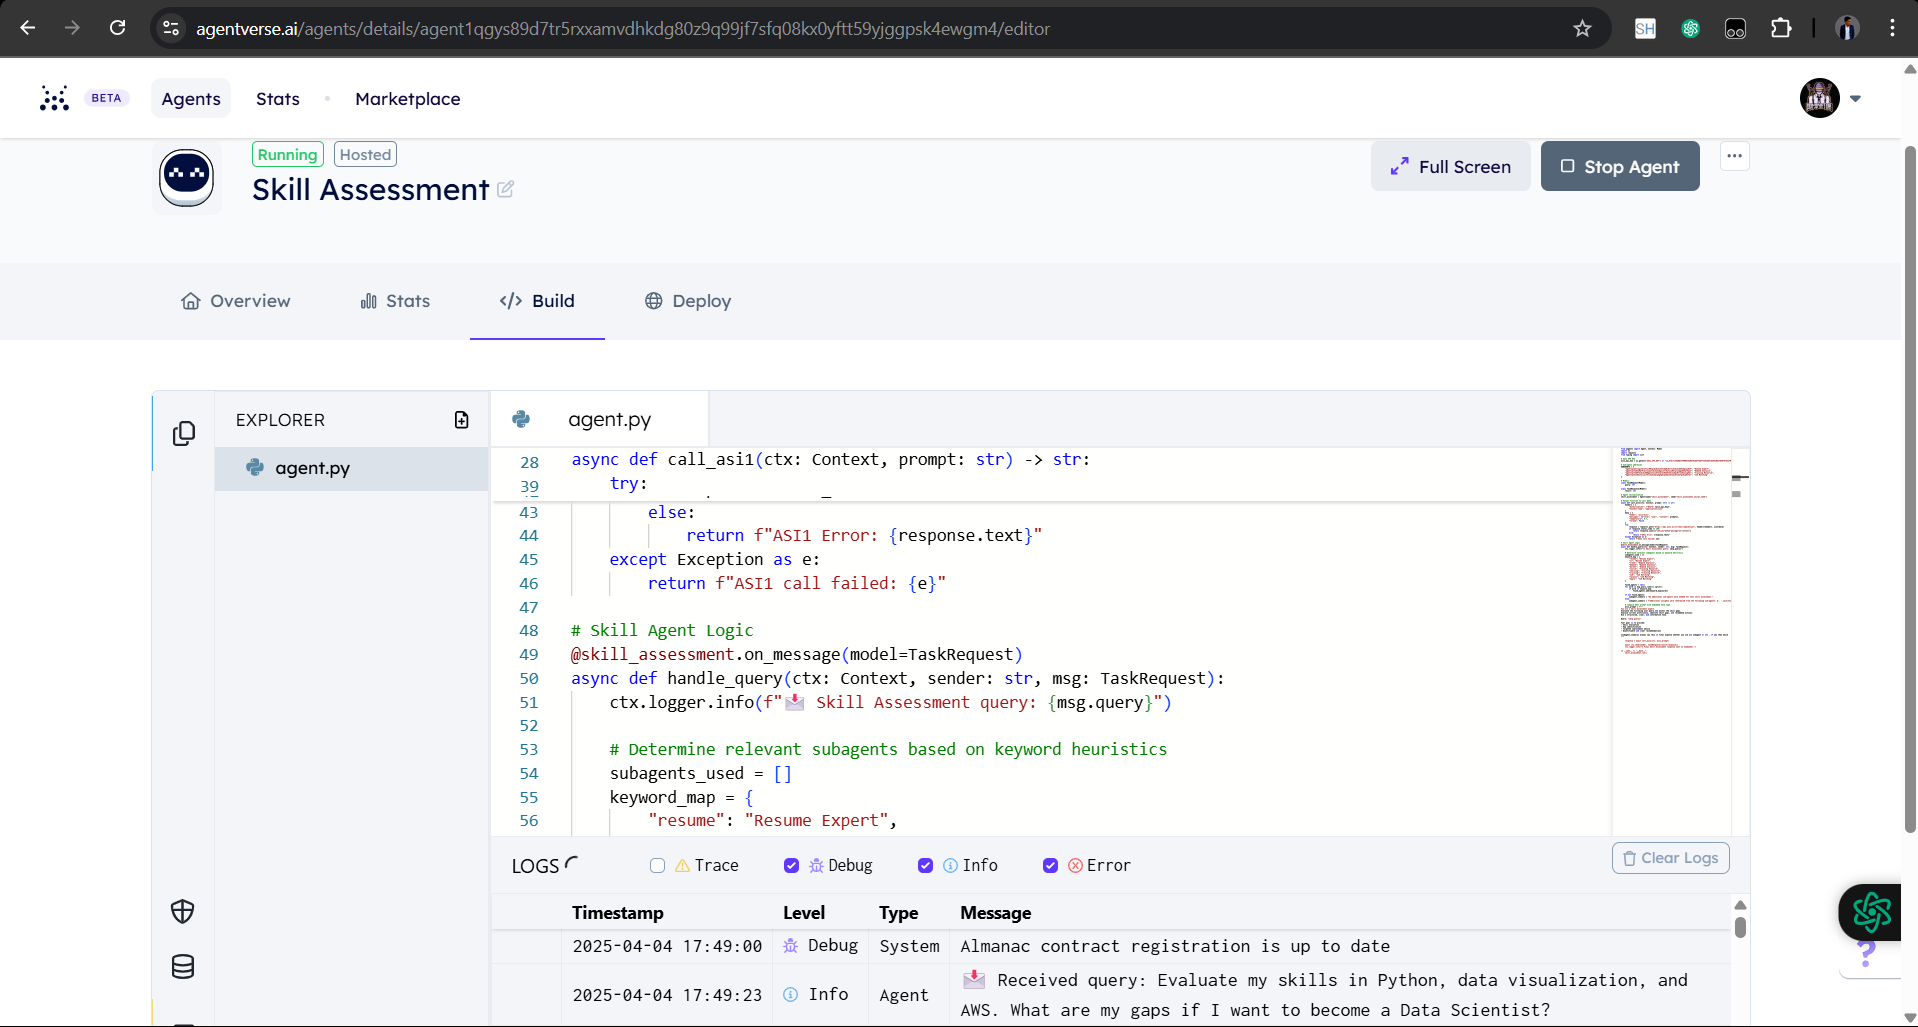 agentverse.ai/agents/details/agent1qgys89d7tr5rxxamvdhkdg80z9q99jf7sfq08kx0yftt59yjggpsk4ewgm4/editor
SH
BETA
Agents
Stats
Marketplace
Running
Hosted
Skill Assessment
Full Screen
Stop Agent
Overview
Stats
Build
Deploy
EXPLORER
agent.py
agent.py
28 async def call_asi1(ctx: Context, prompt: str) -> str:
39 try:
43 else:
44 return f"ASI1 Error: {response.text}"
45 except Exception as e:
46 return f"ASI1 call failed: {e}"
47
48 # Skill Agent Logic
49 @skill_assessment.on_message(model=TaskRequest)
50 async def handle_query(ctx: Context, sender: str, msg: TaskRequest):
51 ctx.logger.info(f"📩 Skill Assessment query: {msg.query}")
52
53 # Determine relevant subagents based on keyword heuristics
54 subagents_used = []
55 keyword_map = {
56 "resume": "Resume Expert",
LOGS
Trace
Debug
Info
Error
Clear Logs
Timestamp Level Type Message
2025-04-04 17:49:00 Debug System Almanac contract registration is up to date
2025-04-04 17:49:23 Info Agent 📩 Received query: Evaluate my skills in Python, data visualization, and
AWS. What are my gaps if I want to become a Data Scientist?
?